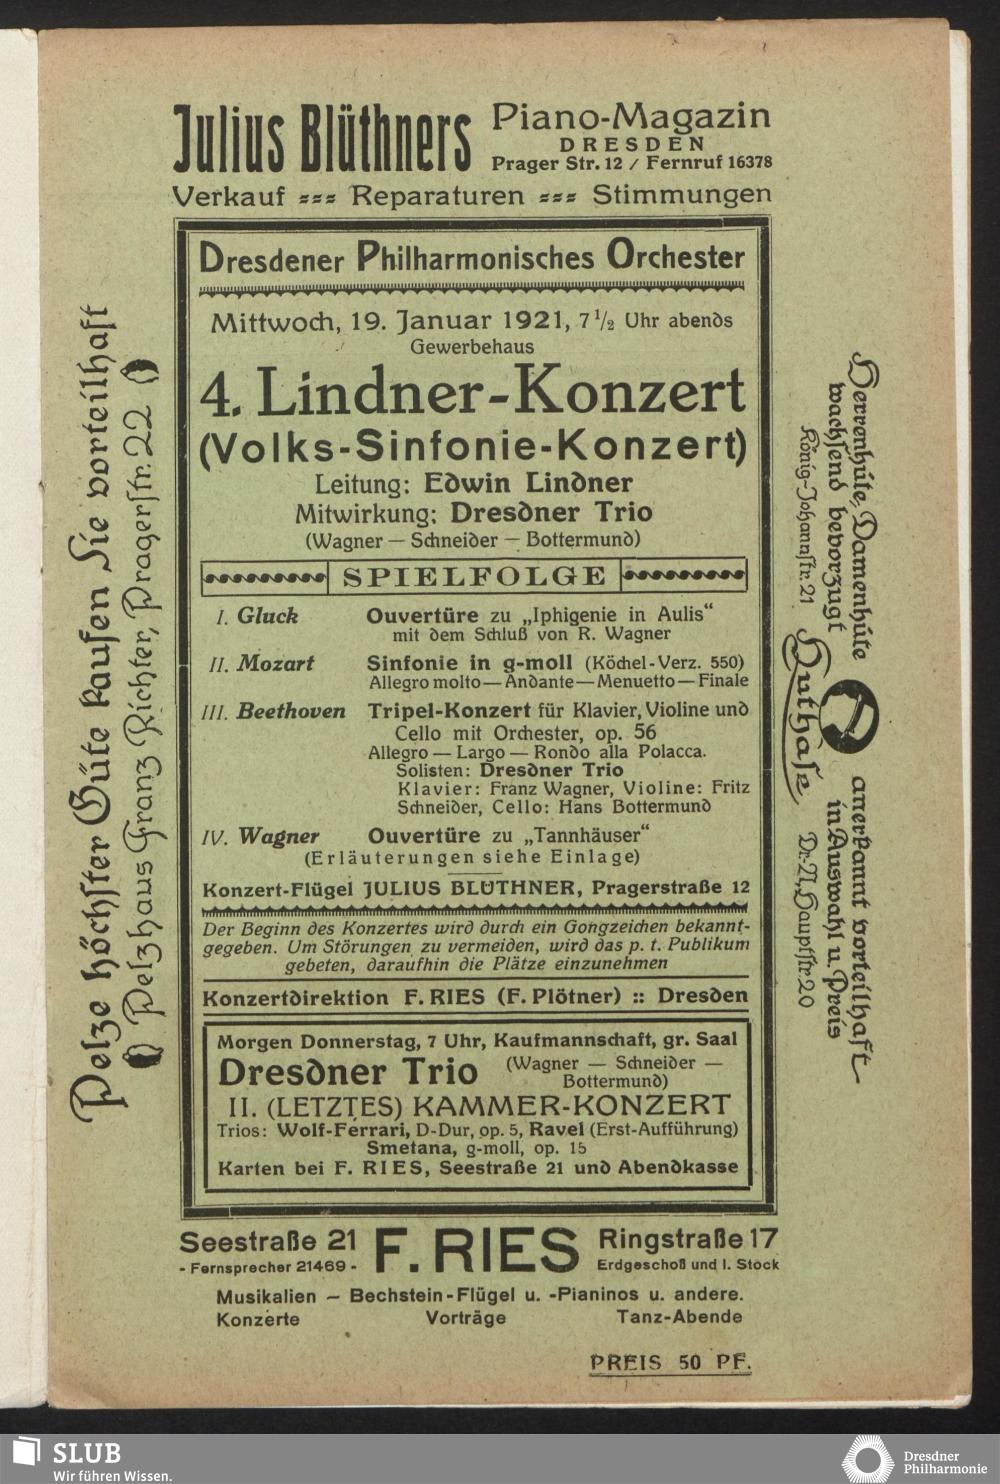 Julius Blüthners
Piano-Magazin
DRESDEN
Prager Str. 12 / Fernruf 16378
Verkauf === Reparaturen === Stimmungen
Dresdener Philharmonisches Orchester
Mittwoch, 19. Januar 1921, 7 1/2 Uhr abends
Gewerbehaus
4. Lindner-Konzert
(Volks-Sinfonie-Konzert)
Leitung: Edwin Lindner
Mitwirkung: Dresdner Trio
(Wagner — Schneider — Bottermund)
SPIELFOLGE
I. Gluck Ouvertüre zu „Iphigenie in Aulis“
mit dem Schluß von R. Wagner
II. Mozart Sinfonie in g-moll (Köchel-Verz. 550)
Allegro molto — Andante — Menuetto — Finale
III. Beethoven Tripel-Konzert für Klavier, Violine und
Cello mit Orchester, op. 56
Allegro — Largo — Rondo alla Polacca.
Solisten: Dresdner Trio
Klavier: Franz Wagner, Violine: Fritz
Schneider, Cello: Hans Bottermund
IV. Wagner Ouvertüre zu „Tannhäuser“
(Erläuterungen siehe Einlage)
Konzert-Flügel JULIUS BLÜTHNER, Pragerstraße 12
Der Beginn des Konzertes wird durch ein Gongzeichen bekannt-
gegeben. Um Störungen zu vermeiden, wird das p. t. Publikum
gebeten, daraufhin die Plätze einzunehmen
Konzertdirektion F. RIES (F. Plötner) :: Dresden
Morgen Donnerstag, 7 Uhr, Kaufmannschaft, gr. Saal
Dresdner Trio (Wagner — Schneider —
Bottermund)
II. (LETZTES) KAMMER-KONZERT
Trios: Wolf-Ferrari, D-Dur, op. 5, Ravel (Erst-Aufführung)
Smetana, g-moll, op. 15
Karten bei F. RIES, Seestraße 21 und Abendkasse
Seestraße 21
- Fernsprecher 21469 -
F. RIES
Ringstraße 17
Erdgeschoß und I. Stock
Musikalien — Bechstein-Flügel u. -Pianinos u. andere.
Konzerte Vorträge Tanz-Abende
PREIS 50 PF.
Pelze höchster Güte kaufen Sie vorteilhaft
Pelzhaus Franz Richter, Pragerstr. 22
Herrenhüte, Damenhüte anerkannt vorteilhaft
wachsend bevorzugt in Auswahl u. Preis
König-Johannstr. 21 Huthase Dr.-N., Hauptstr. 20
SLUB
Wir führen Wissen.
Dresdner
Philharmonie